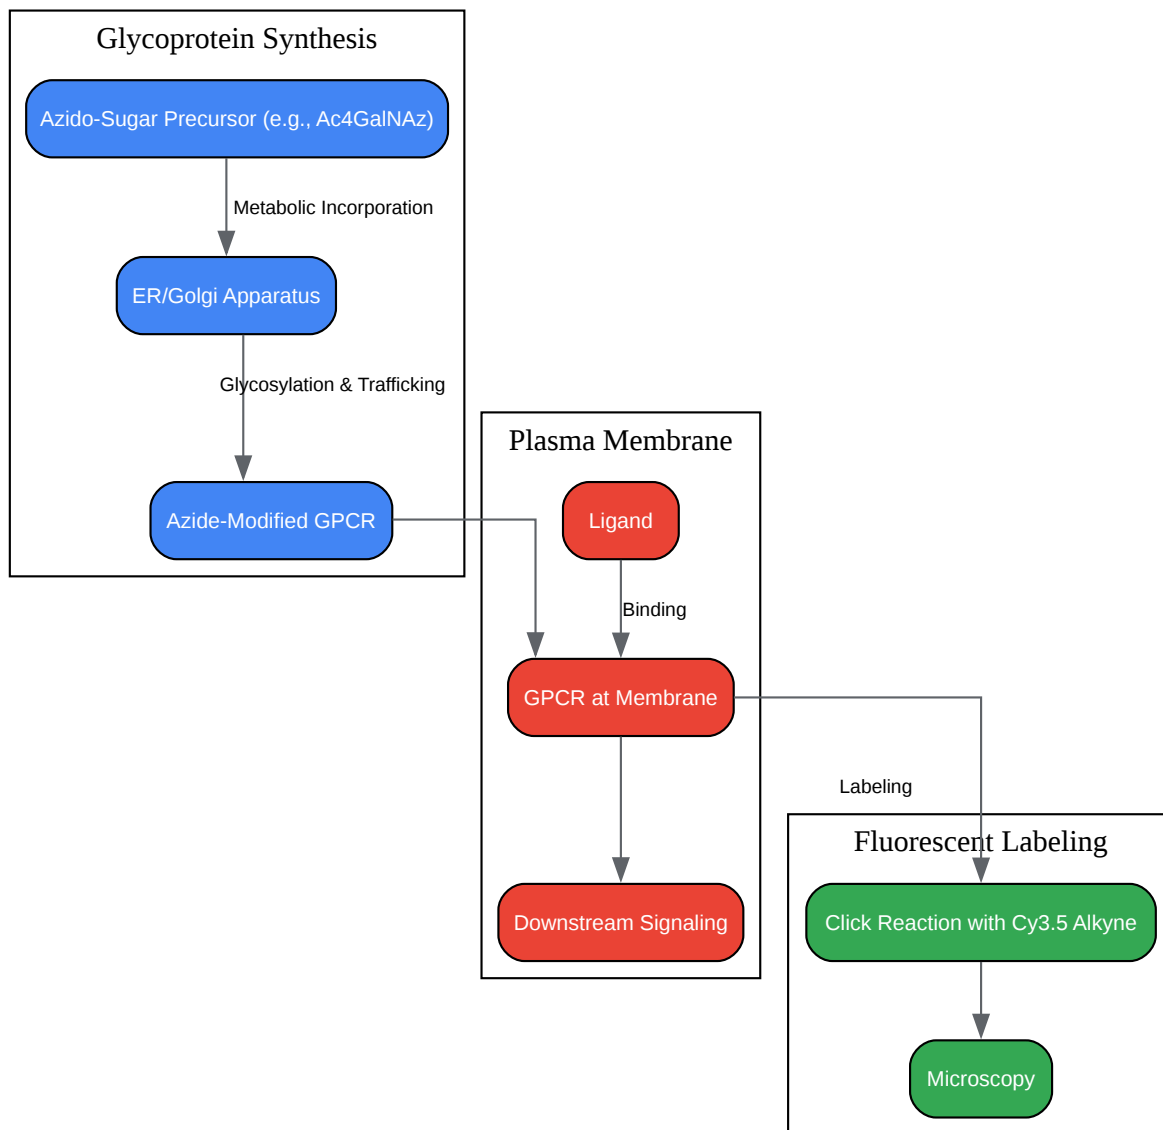 Glycoprotein Synthesis
Azido-Sugar Precursor (e.g., Ac4GalNAz)
Metabolic Incorporation
ER/Golgi Apparatus
Glycosylation & Trafficking
Azide-Modified GPCR
Plasma Membrane
Ligand
Binding
GPCR at Membrane
Downstream Signaling
Labeling
Fluorescent Labeling
Click Reaction with Cy3.5 Alkyne
Microscopy